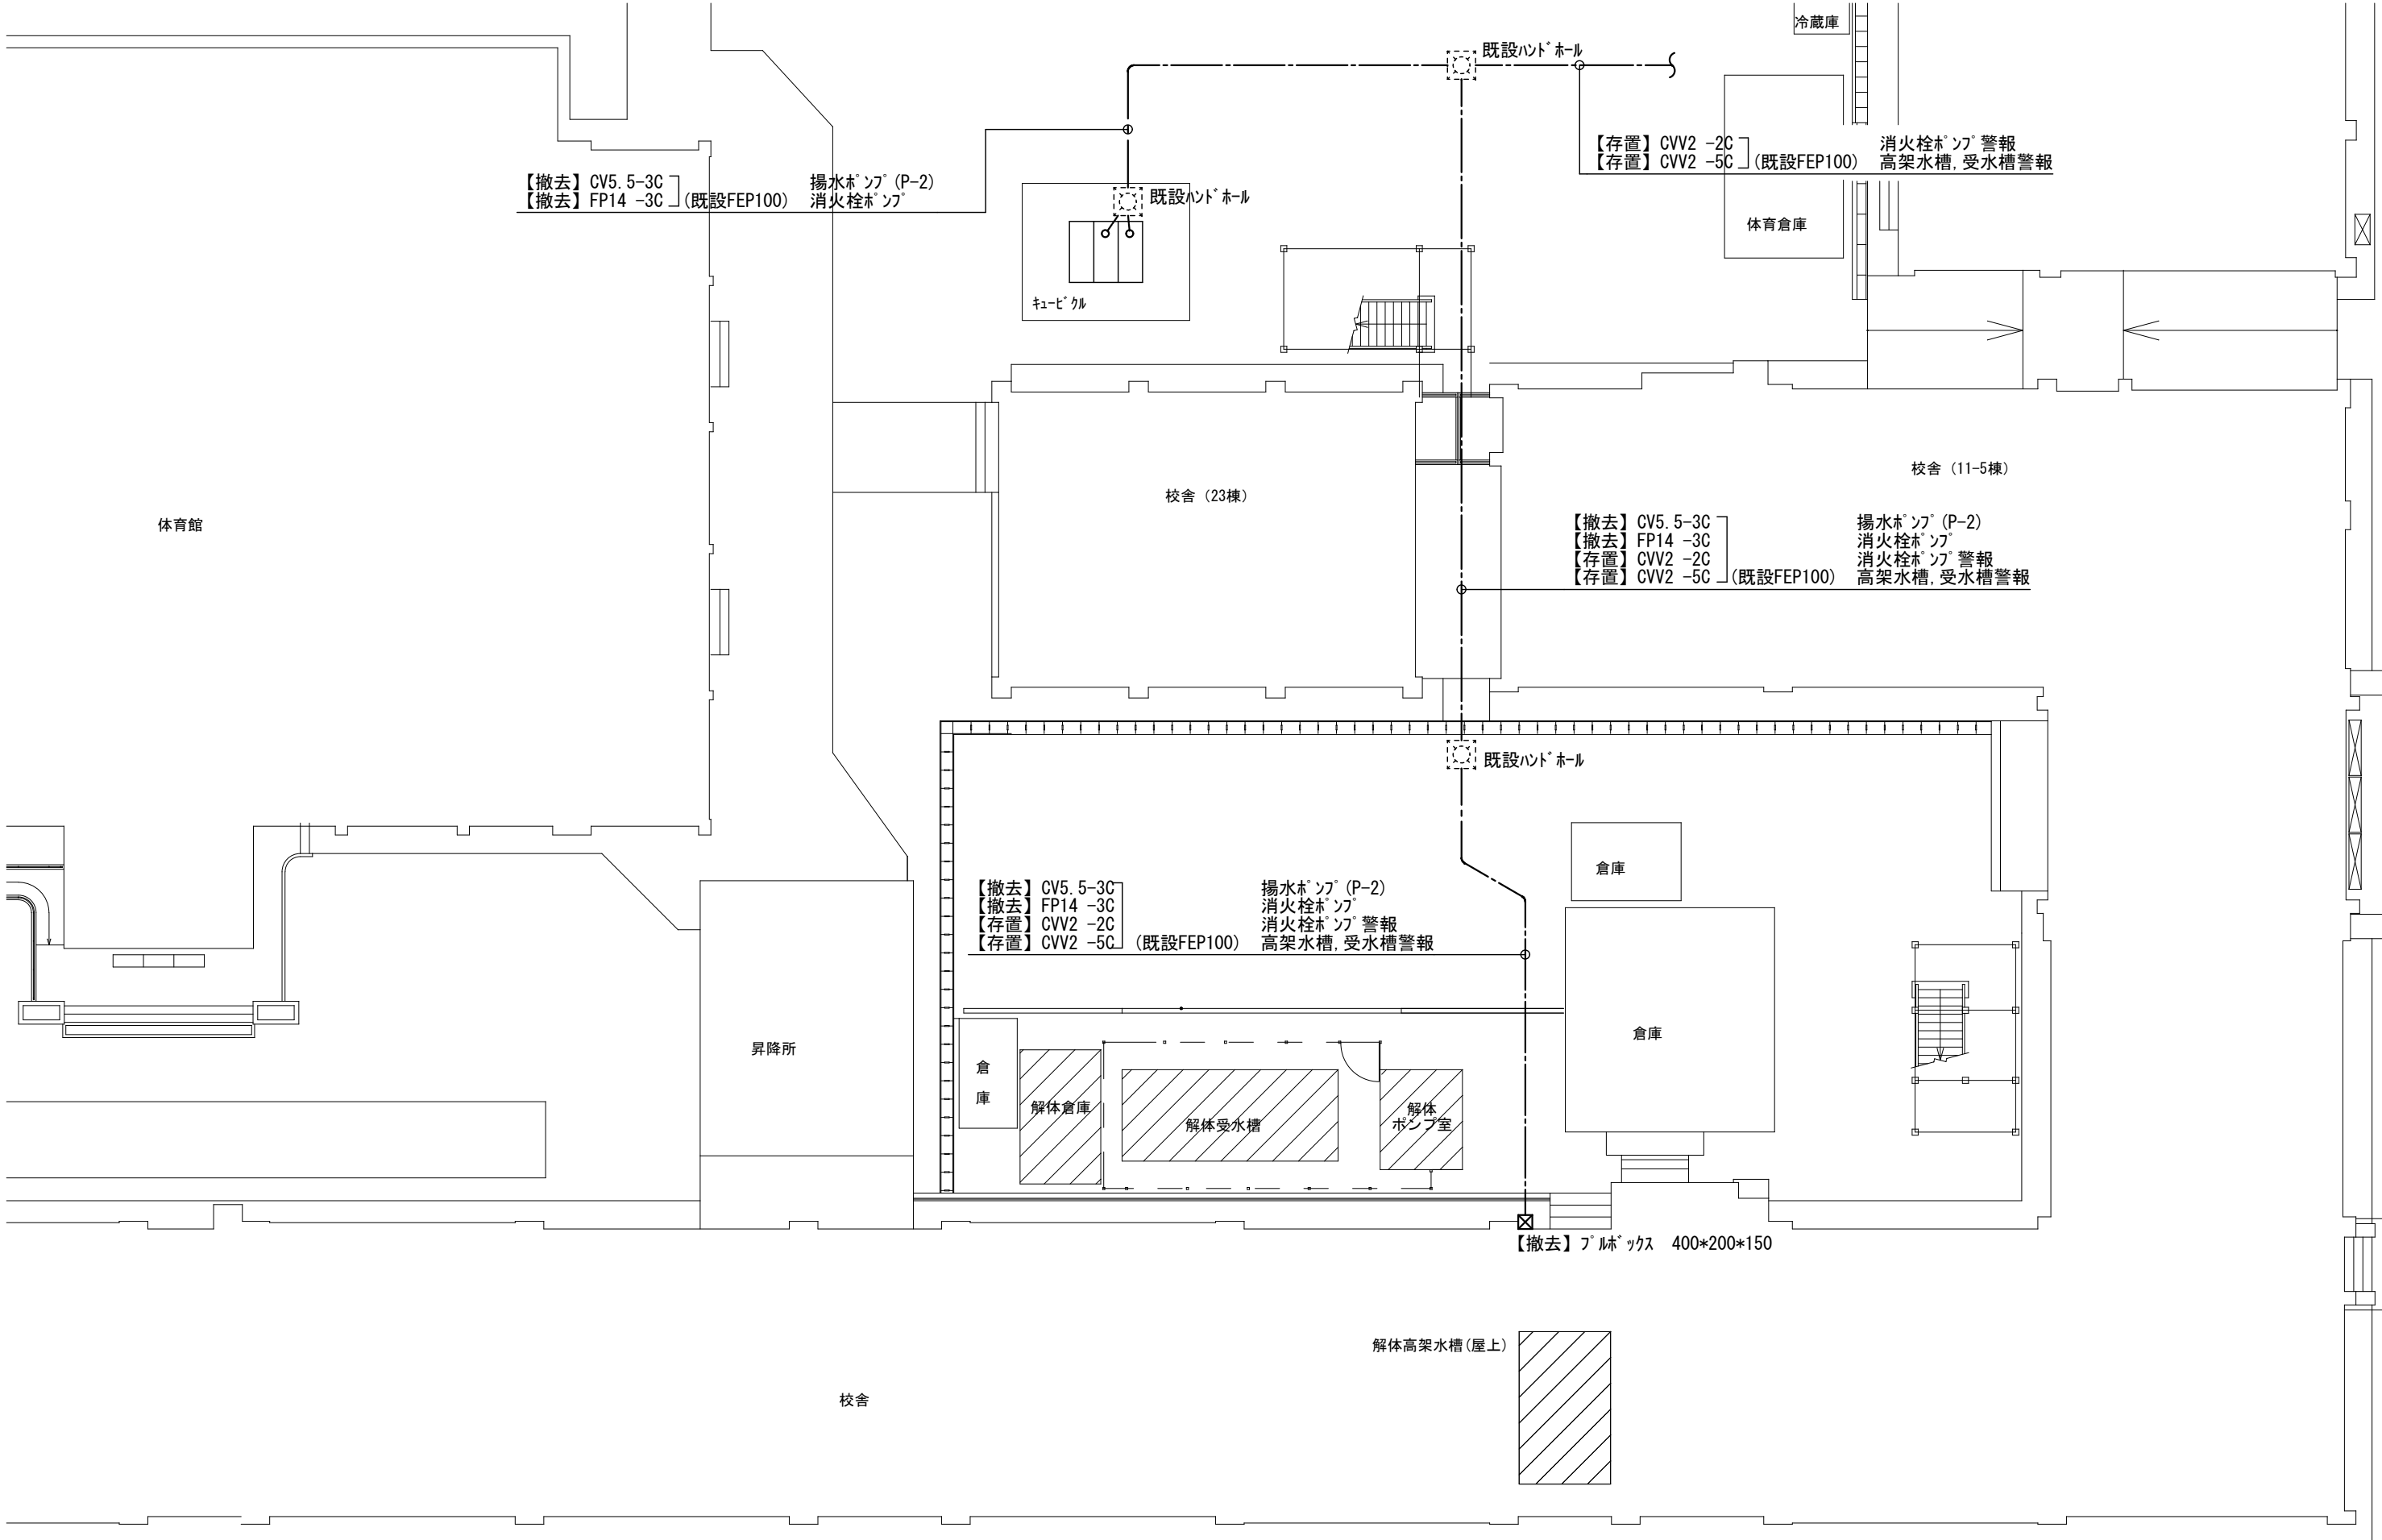 冷蔵庫
既設ﾊﾝﾄﾞﾎｰﾙ
【存置】CVV2 -2C 消火栓ﾎﾟﾝﾌﾟ警報
【存置】CVV2 -5C (既設FEP100) 高架水槽,受水槽警報
【撤去】CV5.5-3C 揚水ﾎﾟﾝﾌﾟ(P-2)
【撤去】FP14 -3C (既設FEP100) 消火栓ﾎﾟﾝﾌﾟ
既設ﾊﾝﾄﾞﾎｰﾙ
体育倉庫
ｷｭｰﾋﾞｸﾙ
校舎（11-5棟）
校舎（23棟）
体育館
【撤去】CV5.5-3C 揚水ﾎﾟﾝﾌﾟ(P-2)
【撤去】FP14 -3C 消火栓ﾎﾟﾝﾌﾟ
【存置】CVV2 -2C 消火栓ﾎﾟﾝﾌﾟ警報
【存置】CVV2 -5C (既設FEP100) 高架水槽,受水槽警報
既設ﾊﾝﾄﾞﾎｰﾙ
倉庫
【撤去】CV5.5-3C 揚水ﾎﾟﾝﾌﾟ(P-2)
【撤去】FP14 -3C 消火栓ﾎﾟﾝﾌﾟ
【存置】CVV2 -2C 消火栓ﾎﾟﾝﾌﾟ警報
【存置】CVV2 -5C (既設FEP100) 高架水槽,受水槽警報
倉庫
昇降所
倉
庫
解体倉庫
解体受水槽
解体
ポンプ室
【撤去】ﾌﾟﾙﾎﾞｯｸｽ 400*200*150
解体高架水槽(屋上)
校舎